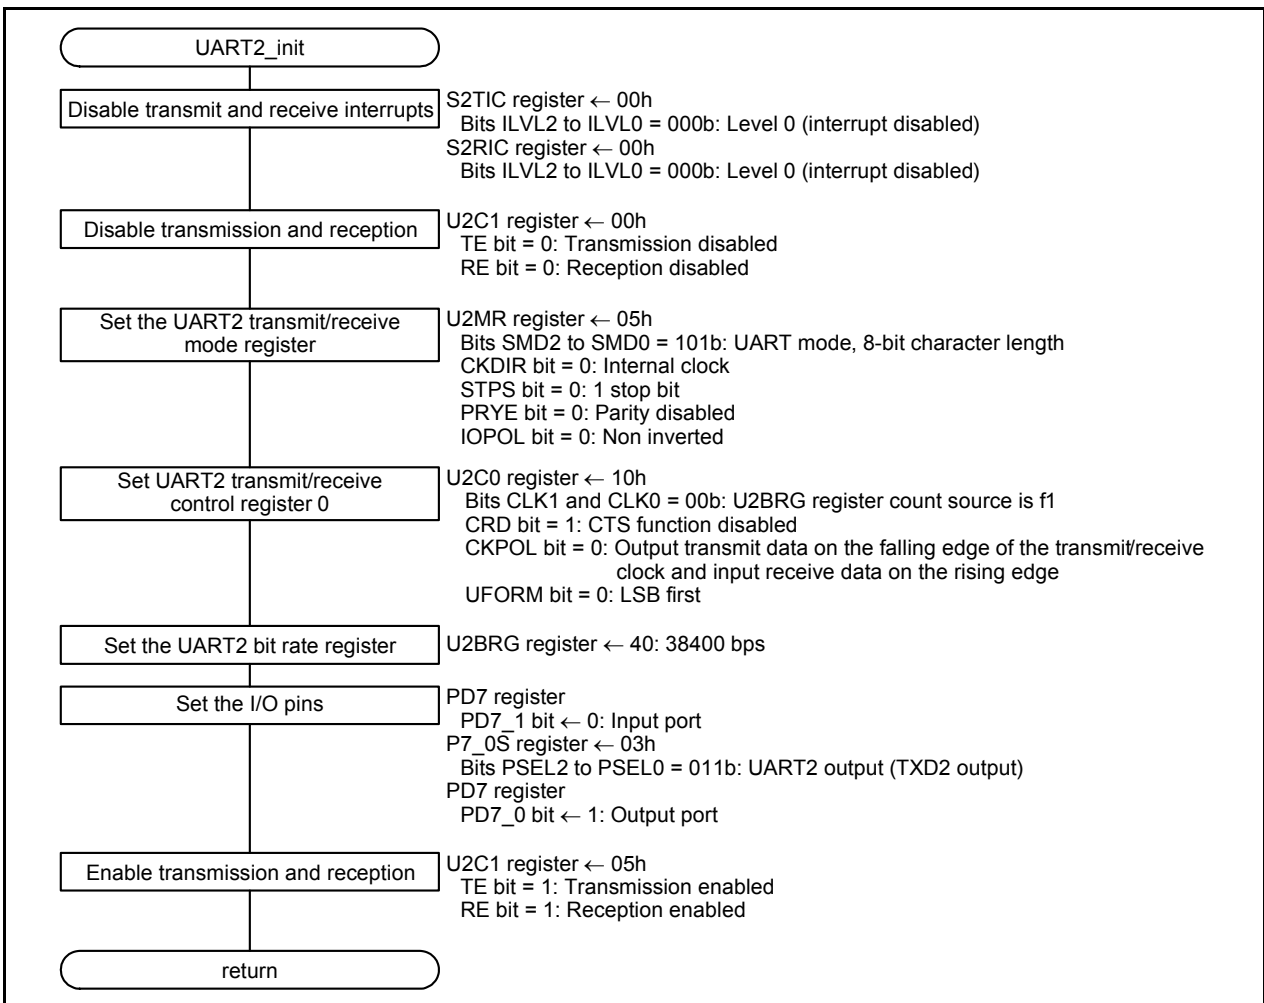 UART2_init
Disable transmit and receive interrupts
S2TIC register ← 00h
Bits ILVL2 to ILVL0 = 000b: Level 0 (interrupt disabled)
S2RIC register ← 00h
Bits ILVL2 to ILVL0 = 000b: Level 0 (interrupt disabled)
Disable transmission and reception
U2C1 register ← 00h
TE bit = 0: Transmission disabled
RE bit = 0: Reception disabled
Set the UART2 transmit/receive
mode register
U2MR register ← 05h
Bits SMD2 to SMD0 = 101b: UART mode, 8-bit character length
CKDIR bit = 0: Internal clock
STPS bit = 0: 1 stop bit
PRYE bit = 0: Parity disabled
IOPOL bit = 0: Non inverted
Set UART2 transmit/receive
control register 0
U2C0 register ← 10h
Bits CLK1 and CLK0 = 00b: U2BRG register count source is f1
CRD bit = 1: CTS function disabled
CKPOL bit = 0: Output transmit data on the falling edge of the transmit/receive
clock and input receive data on the rising edge
UFORM bit = 0: LSB first
Set the UART2 bit rate register
U2BRG register ← 40: 38400 bps
Set the I/O pins
PD7 register
PD7_1 bit ← 0: Input port
P7_0S register ← 03h
Bits PSEL2 to PSEL0 = 011b: UART2 output (TXD2 output)
PD7 register
PD7_0 bit ← 1: Output port
Enable transmission and reception
U2C1 register ← 05h
TE bit = 1: Transmission enabled
RE bit = 1: Reception enabled
return